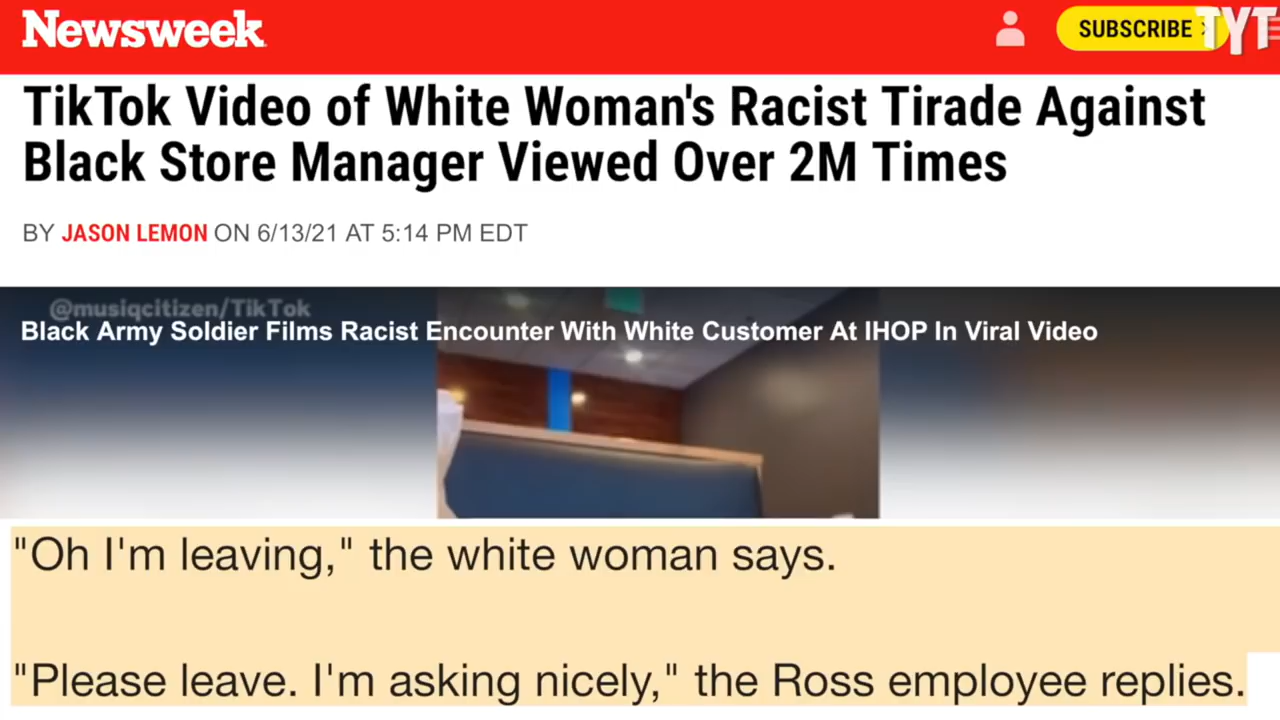 Newsweek
SUBSCRIBE ›
TYT
TikTok Video of White Woman's Racist Tirade Against
Black Store Manager Viewed Over 2M Times
BY JASON LEMON ON 6/13/21 AT 5:14 PM EDT
@musiqcitizen/TikTok
Black Army Soldier Films Racist Encounter With White Customer At IHOP In Viral Video
"Oh I'm leaving," the white woman says.
"Please leave. I'm asking nicely," the Ross employee replies.